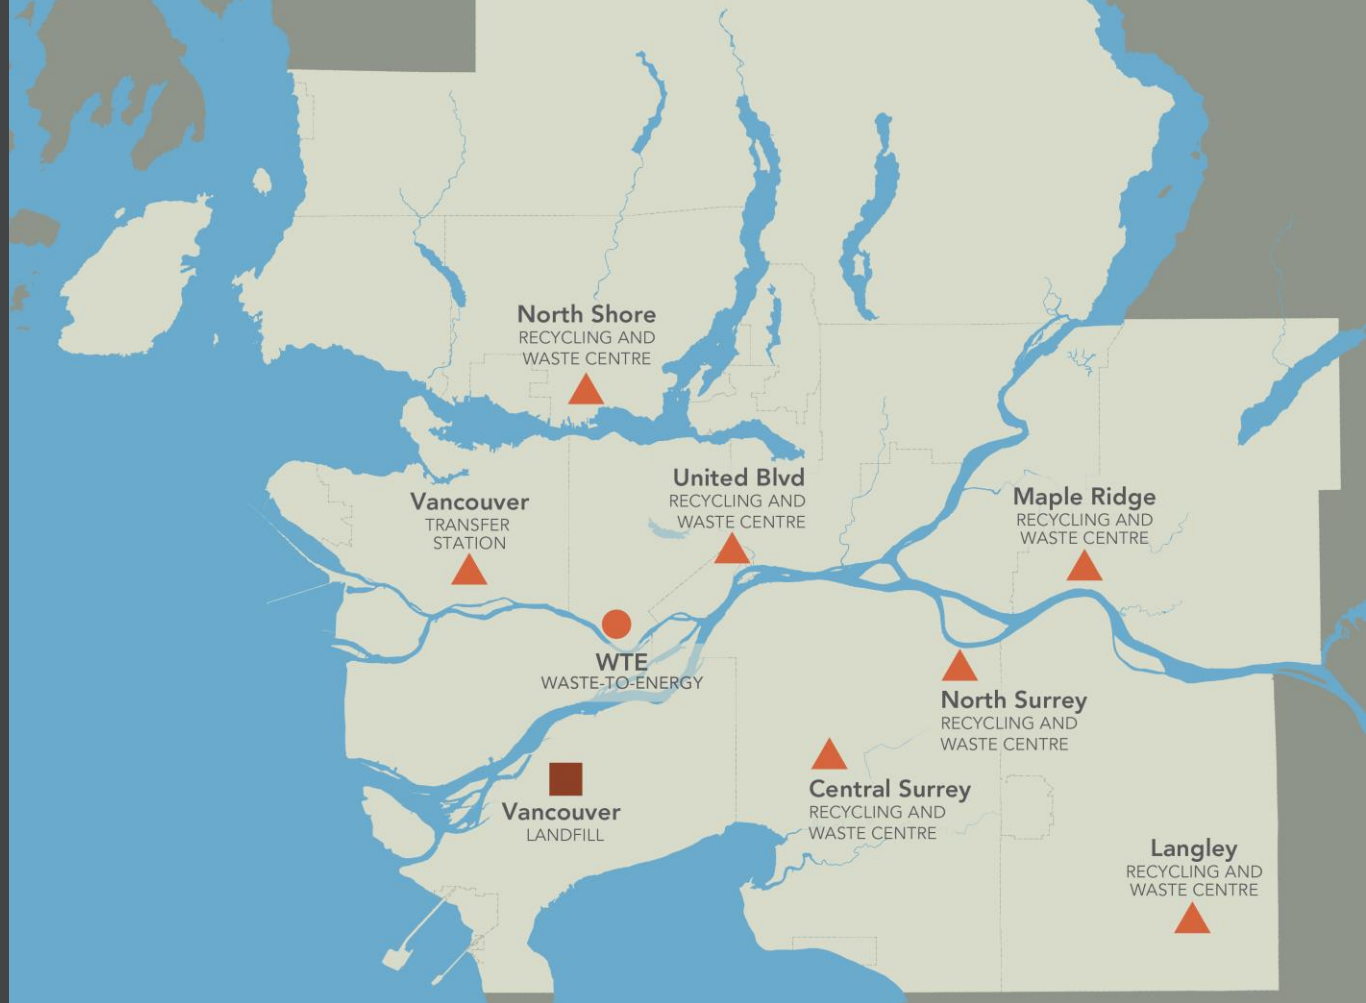 North Shore
RECYCLING AND
WASTE CENTRE
United Blvd
RECYCLING AND
WASTE CENTRE
Vancouver
TRANSFER
STATION
Maple Ridge
RECYCLING AND
WASTE CENTRE
WTE
WASTE-TO-ENERGY
North Surrey
RECYCLING AND
WASTE CENTRE
Central Surrey
RECYCLING AND
WASTE CENTRE
Vancouver
LANDFILL
Langley
RECYCLING AND
WASTE CENTRE